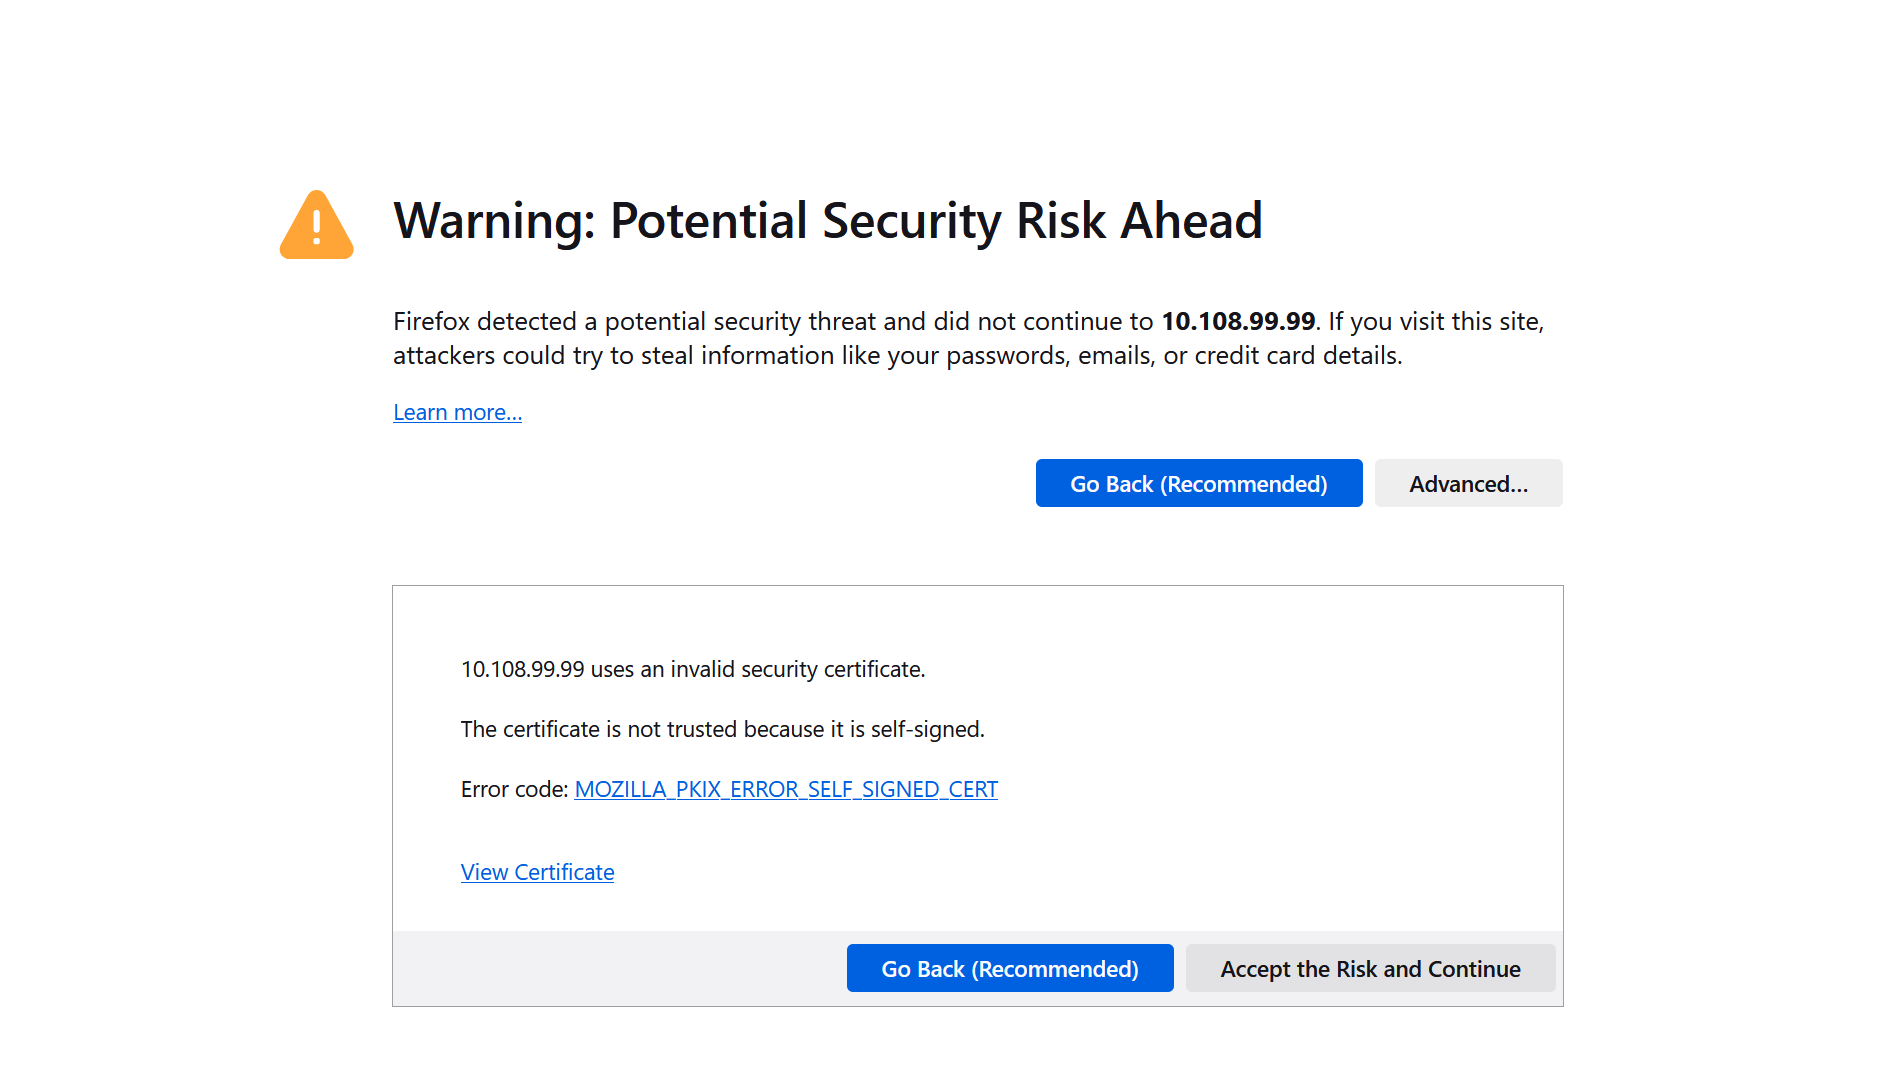 Warning: Potential Security Risk Ahead
Firefox detected a potential security threat and did not continue to 10.108.99.99. If you visit this site,
attackers could try to steal information like your passwords, emails, or credit card details.
Learn more...
Go Back (Recommended)
Advanced...
10.108.99.99 uses an invalid security certificate.
The certificate is not trusted because it is self-signed.
Error code: MOZILLA_PKIX_ERROR_SELF_SIGNED_CERT
View Certificate
Go Back (Recommended)
Accept the Risk and Continue